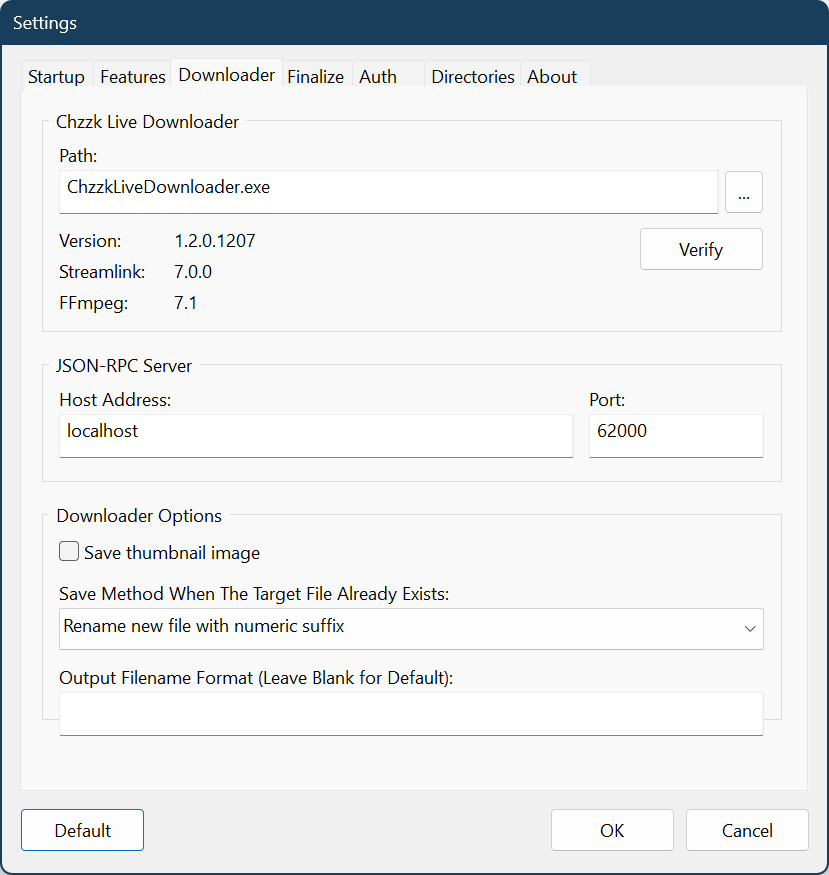 Settings
Startup Features Downloader Finalize Auth Directories About
Chzzk Live Downloader
Path:
ChzzkLiveDownloader.exe ...
Version: 1.2.0.1207 Verify
Streamlink: 7.0.0
FFmpeg: 7.1
JSON-RPC Server
Host Address: Port:
localhost 62000
Downloader Options
Save thumbnail image
Save Method When The Target File Already Exists:
Rename new file with numeric suffix
Output Filename Format (Leave Blank for Default):
Default OK Cancel